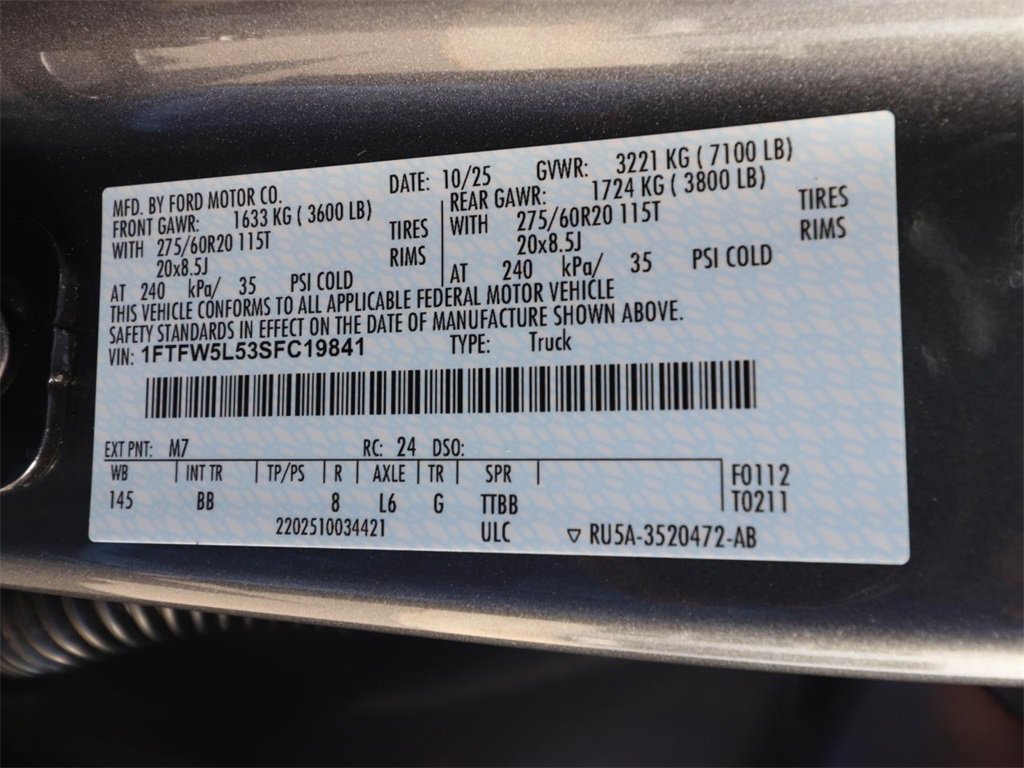 MFD. BY FORD MOTOR CO. DATE: 10/25 GVWR: 3221 KG ( 7100 LB)
FRONT GAWR: 1633 KG ( 3600 LB) REAR GAWR: 1724 KG ( 3800 LB)
WITH 275/60R20 115T TIRES WITH 275/60R20 115T TIRES
20x8.5J RIMS 20x8.5J RIMS
AT 240 kPa/ 35 PSI COLD AT 240 kPa/ 35 PSI COLD
THIS VEHICLE CONFORMS TO ALL APPLICABLE FEDERAL MOTOR VEHICLE
SAFETY STANDARDS IN EFFECT ON THE DATE OF MANUFACTURE SHOWN ABOVE.
VIN: 1FTFW5L53SFC19841 TYPE: Truck
EXT PNT: M7 RC: 24 DSO:
WB INT TR TP/PS R AXLE TR SPR F0112
145 BB 8 L6 G TTBB T0211
2202510034421 ULC RU5A-3520472-AB